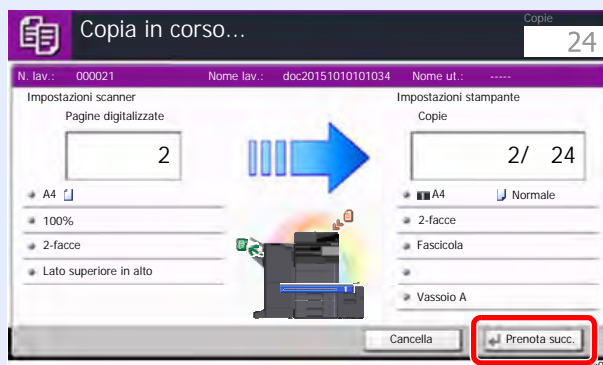 Copia in corso...
Copie
24
N. lav.: 000021 Nome lav.: doc20151010101034 Nome ut.: -----
Impostazioni scanner
Pagine digitalizzate
2
A4
100%
2-facce
Lato superiore in alto
Impostazioni stampante
Copie
2/ 24
A4 Normale
2-facce
Fascicola
Vassoio A
Cancella
Prenota succ.